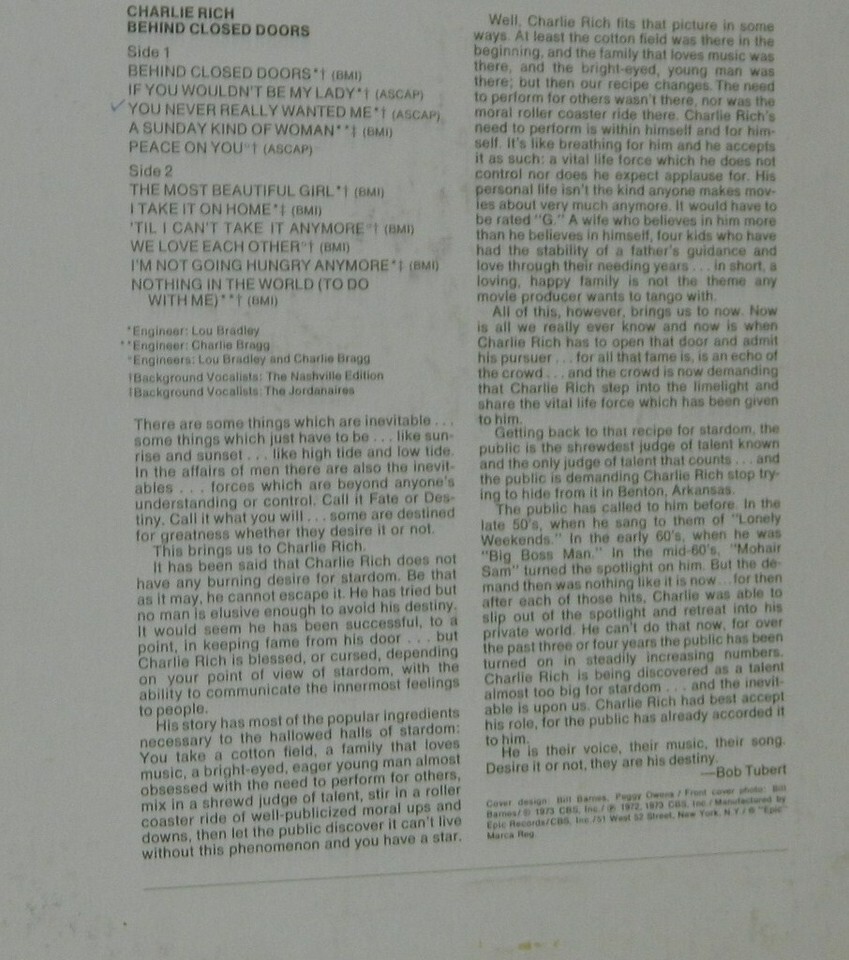 CHARLIE RICH
BEHIND CLOSED DOORS
Side 1
BEHIND CLOSED DOORS*† (BMI)
IF YOU WOULDN'T BE MY LADY*† (ASCAP)
✓YOU NEVER REALLY WANTED ME*† (ASCAP)
A SUNDAY KIND OF WOMAN**‡ (BMI)
PEACE ON YOU°† (ASCAP)
Side 2
THE MOST BEAUTIFUL GIRL*† (BMI)
I TAKE IT ON HOME*‡ (BMI)
'TIL I CAN'T TAKE IT ANYMORE°† (BMI)
WE LOVE EACH OTHER°† (BMI)
I'M NOT GOING HUNGRY ANYMORE*‡ (BMI)
NOTHING IN THE WORLD (TO DO
WITH ME)**‡ (BMI)
*Engineer: Lou Bradley
**Engineer: Charlie Bragg
°Engineers: Lou Bradley and Charlie Bragg
†Background Vocalists: The Nashville Edition
‡Background Vocalists: The Jordanaires
There are some things which are inevitable . . .
some things which just have to be . . . like sun-
rise and sunset . . . like high tide and low tide.
In the affairs of men there are also the inevit-
ables . . . forces which are beyond anyone's
understanding or control. Call it Fate or Des-
tiny. Call it what you will . . . some are destined
for greatness whether they desire it or not.
This brings us to Charlie Rich.
It has been said that Charlie Rich does not
have any burning desire for stardom. Be that
as it may, he cannot escape it. He has tried but
no man is elusive enough to avoid his destiny.
It would seem he has been successful, to a
point, in keeping fame from his door . . . but
Charlie Rich is blessed, or cursed, depending
on your point of view of stardom, with the
ability to communicate the innermost feelings
to people.
His story has most of the popular ingredients
necessary to the hallowed halls of stardom:
You take a cotton field, a family that loves
music, a bright-eyed, eager young man almost
obsessed with the need to perform for others,
mix in a shrewd judge of talent, stir in a roller
coaster ride of well-publicized moral ups and
downs, then let the public discover it can't live
without this phenomenon and you have a star.
Well, Charlie Rich fits that picture in some
ways. At least the cotton field was there in the
beginning, and the family that loves music was
there, and the bright-eyed, young man was
there; but then our recipe changes. The need
to perform for others wasn't there, nor was the
moral roller coaster ride there. Charlie Rich's
need to perform is within himself and for him-
self. It's like breathing for him and he accepts
it as such: a vital life force which he does not
control nor does he expect applause for. His
personal life isn't the kind anyone makes mov-
ies about very much anymore. It would have to
be rated "G." A wife who believes in him more
than he believes in himself, four kids who have
had the stability of a father's guidance and
love through their needing years . . . in short, a
loving, happy family is not the theme any
movie producer wants to tango with.
All of this, however, brings us to now. Now
is all we really ever know and now is when
Charlie Rich has to open that door and admit
his pursuer . . . for all that fame is, is an echo of
the crowd . . . and the crowd is now demanding
that Charlie Rich step into the limelight and
share the vital life force which has been given
to him.
Getting back to that recipe for stardom, the
public is the shrewdest judge of talent known
and the only judge of talent that counts . . . and
the public is demanding Charlie Rich stop try-
ing to hide from it in Benton, Arkansas.
The public has called to him before. In the
late 50's, when he sang to them of "Lonely
Weekends." In the early 60's, when he was
"Big Boss Man." In the mid-60's, "Mohair
Sam" turned the spotlight on him. But the de-
mand then was nothing like it is now...for then
after each of those hits, Charlie was able to
slip out of the spotlight and retreat into his
private world. He can't do that now, for over
the past three or four years the public has been
turned on in steadily increasing numbers.
Charlie Rich is being discovered as a talent
almost too big for stardom . . . and the inevit-
able is upon us. Charlie Rich had best accept
his role, for the public has already accorded it
to him.
He is their voice, their music, their song.
Desire it or not, they are his destiny.
—Bob Tubert
Cover design: Bill Barnes, Peggy Owens / Front cover photo: Bill
Barnes/ © 1973 CBS, Inc./ ℗ 1972, 1973 CBS, Inc./ Manufactured by
Epic Records/CBS, Inc./51 West 52 Street, New York, N.Y./ ® "Epic"
Marca Reg.